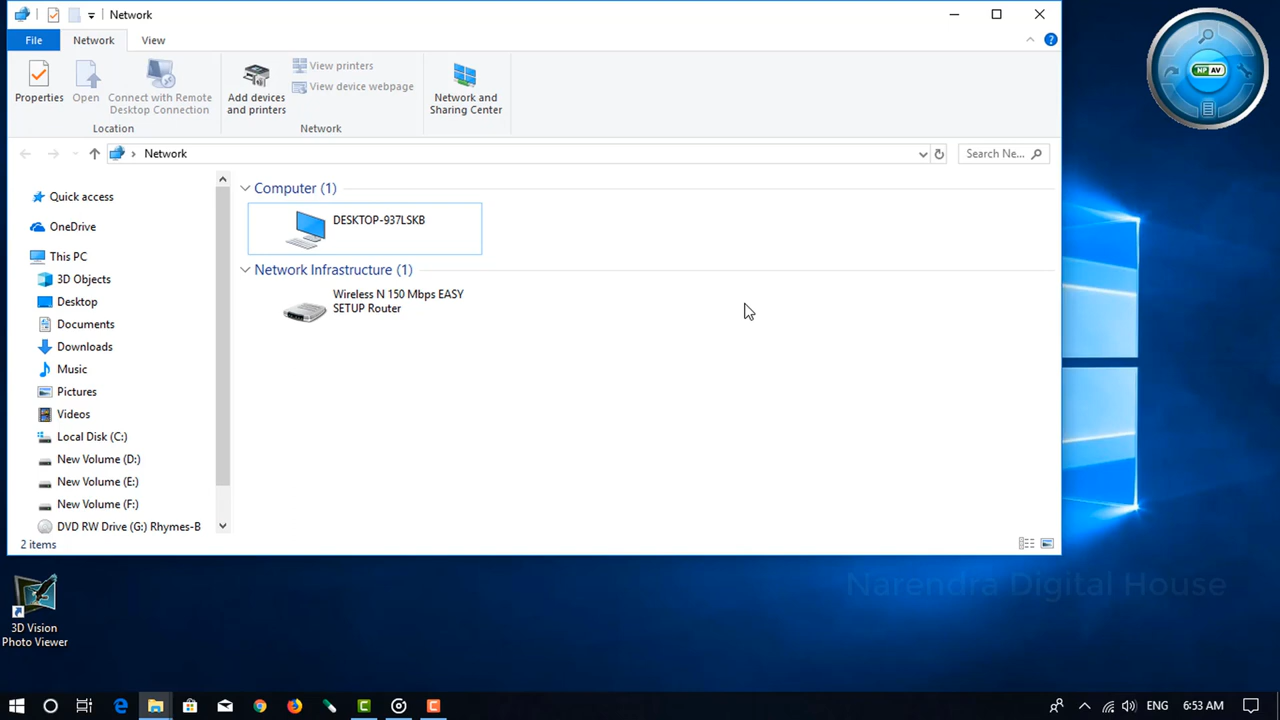 Network
File
Network
View
Properties
Open
Connect with Remote
Desktop Connection
Add devices
and printers
View printers
View device webpage
Network and
Sharing Center
Location
Network
Network
Search Ne...
Quick access
OneDrive
This PC
3D Objects
Desktop
Documents
Downloads
Music
Pictures
Videos
Local Disk (C:)
New Volume (D:)
New Volume (E:)
New Volume (F:)
DVD RW Drive (G:) Rhymes-B
Computer (1)
DESKTOP-937LSKB
Network Infrastructure (1)
Wireless N 150 Mbps EASY
SETUP Router
2 items
NP AV
Narendra Digital House
3D Vision
Photo Viewer
ENG
6:53 AM